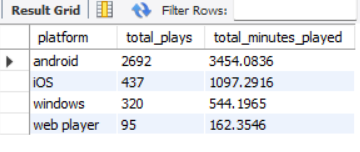 Result Grid Filter Rows:
platform total_plays total_minutes_played
android 2692 3454.0836
iOS 437 1097.2916
windows 320 544.1965
web player 95 162.3546